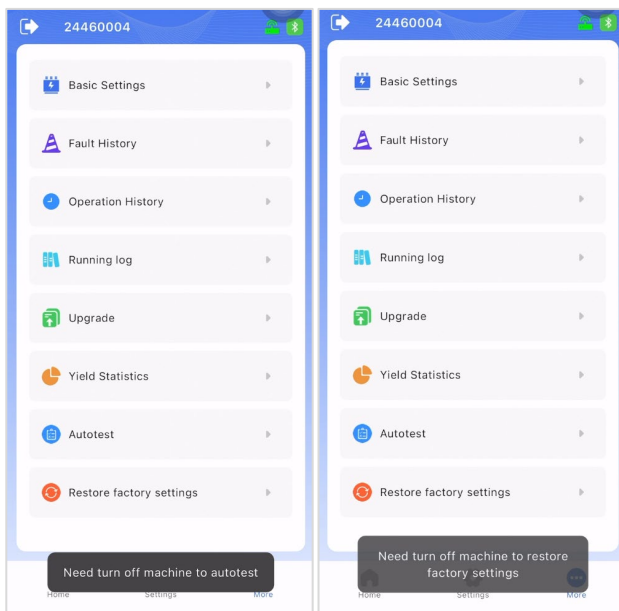 24460004
Basic Settings
Fault History
Operation History
Running log
Upgrade
Yield Statistics
Autotest
Restore factory settings
Need turn off machine to autotest
Home
Settings
More
24460004
Basic Settings
Fault History
Operation History
Running log
Upgrade
Yield Statistics
Autotest
Restore factory settings
Need turn off machine to restore
factory settings
Home
Settings
More